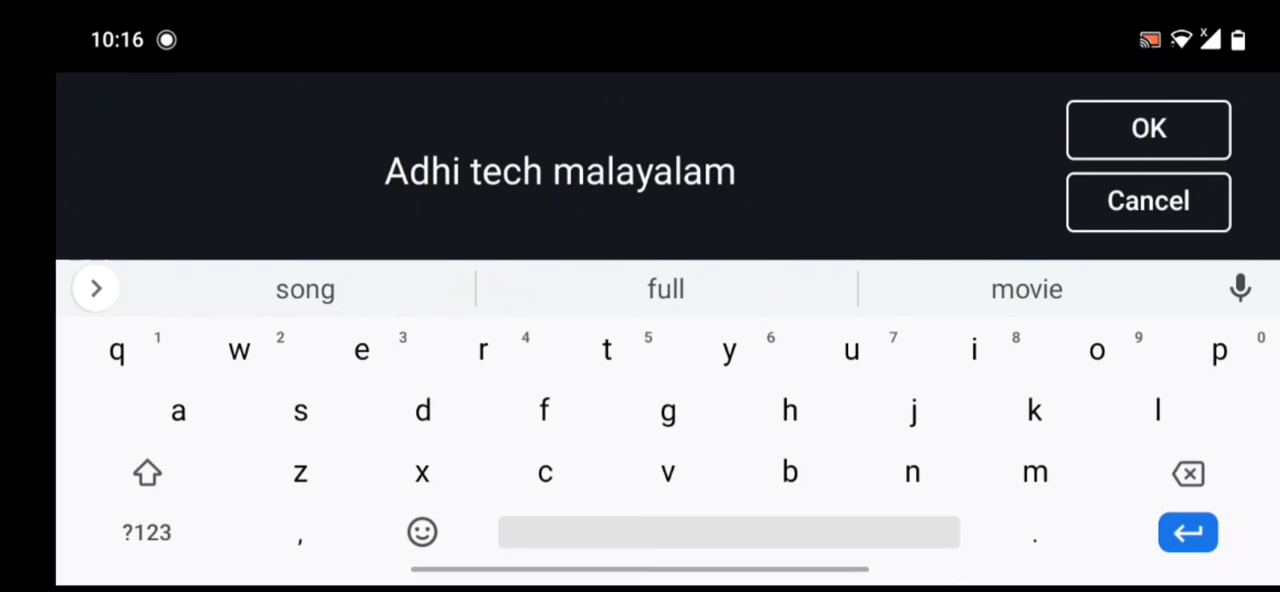 10:16
x
OK
Adhi tech malayalam
Cancel
song full movie
q 1 w 2 e 3 r 4 t 5 y 6 u 7 i 8 o 9 p 0
a s d f g h j k l
z x c v b n m
?123 , .